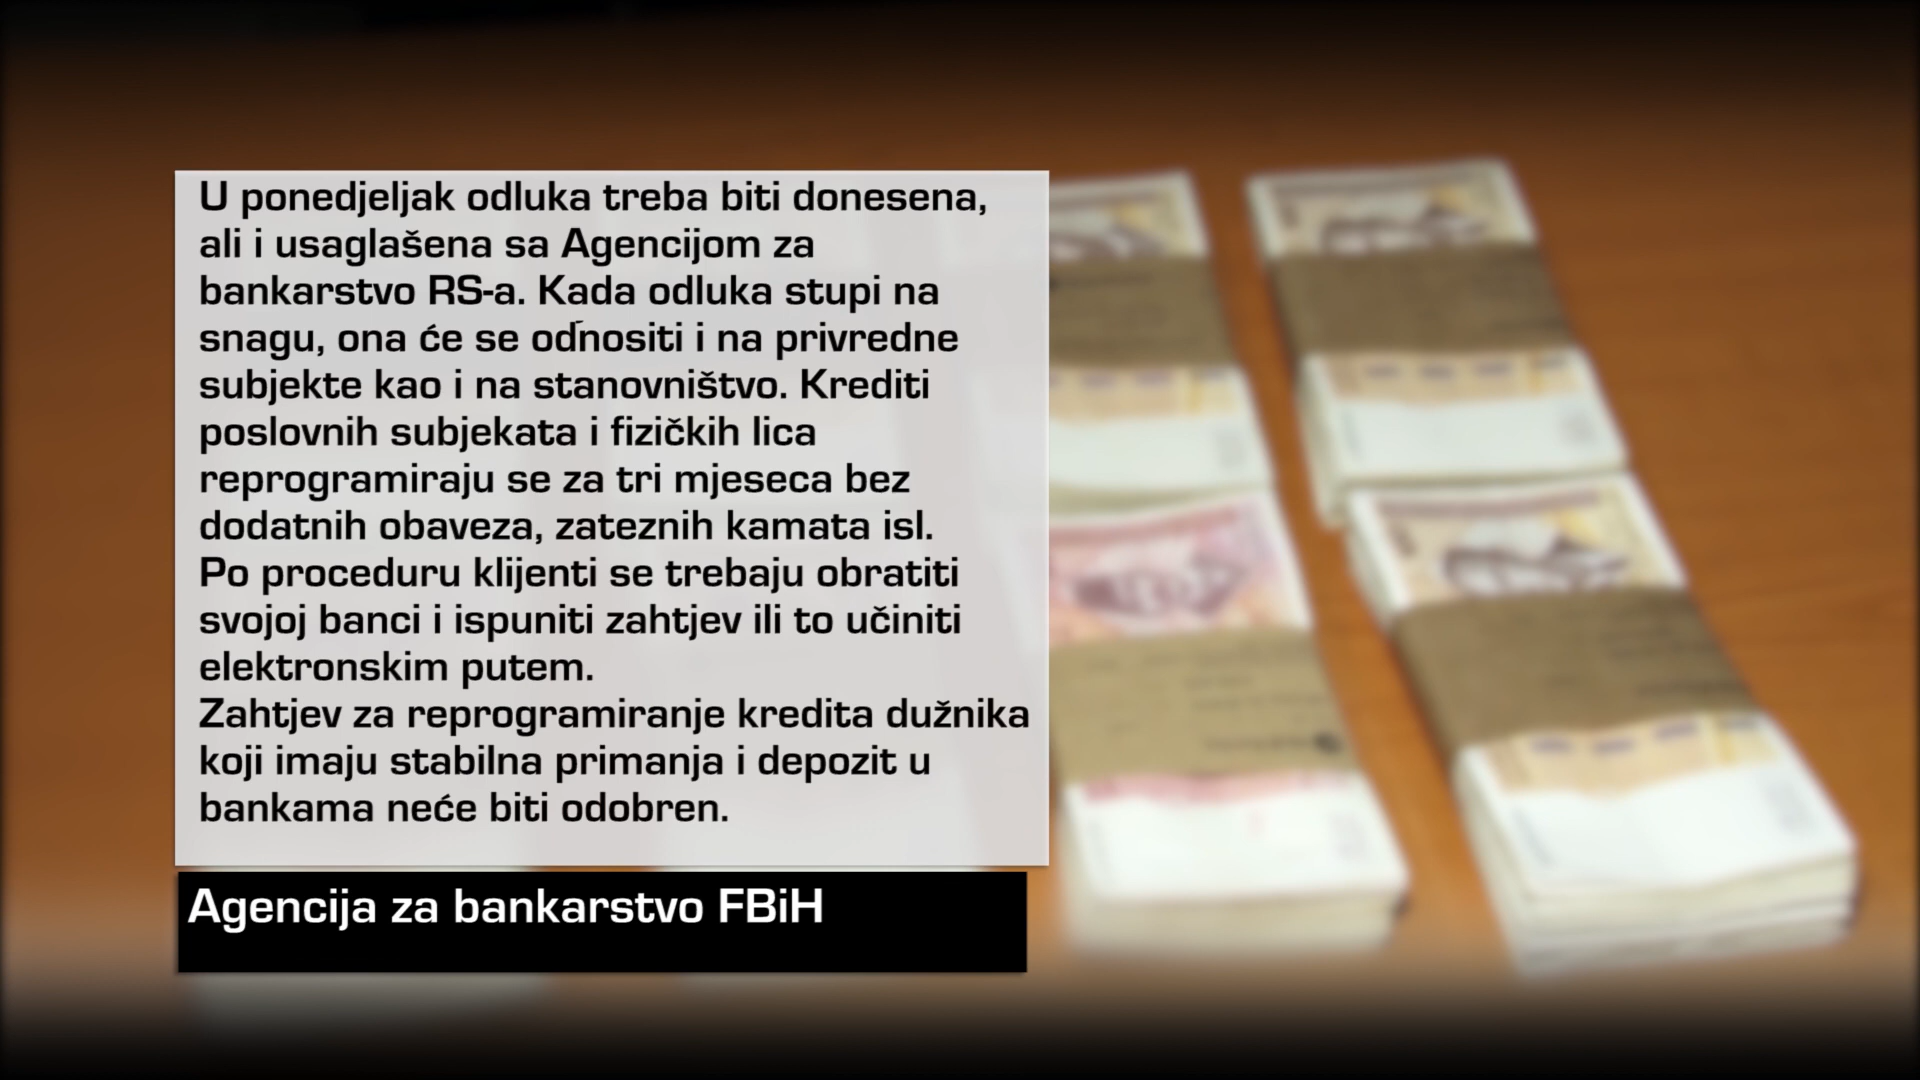 U ponedjeljak odluka treba biti donesena,
ali i usaglašena sa Agencijom za
bankarstvo RS-a. Kada odluka stupi na
snagu, ona će se odnositi i na privredne
subjekte kao i na stanovništvo. Krediti
poslovnih subjekata i fizičkih lica
reprogramiraju se za tri mjeseca bez
dodatnih obaveza, zateznih kamata isl.
Po proceduru klijenti se trebaju obratiti
svojoj banci i ispuniti zahtjev ili to učiniti
elektronskim putem.
Zahtjev za reprogramiranje kredita dužnika
koji imaju stabilna primanja i depozit u
bankama neće biti odobren.
Agencija za bankarstvo FBiH